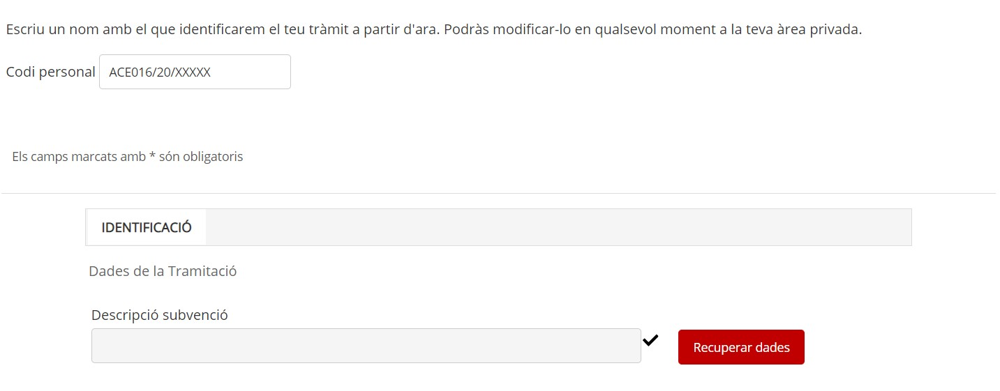 Escriu un nom amb el que identificarem el teu tràmit a partir d'ara. Podràs modificar-lo en qualsevol moment a la teva àrea privada.
Codi personal ACE016/20/XXXXX
Els camps marcats amb * són obligatoris
IDENTIFICACIÓ
Dades de la Tramitació
Descripció subvenció
Recuperar dades